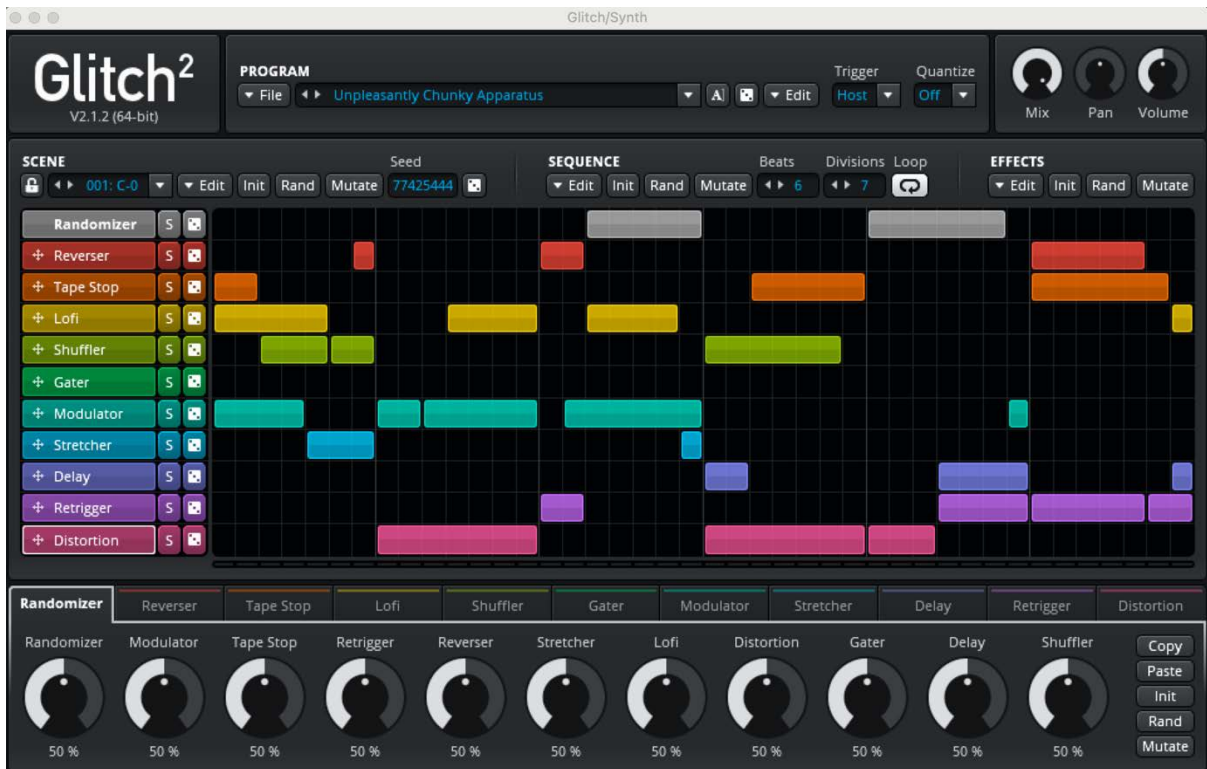 Glitch/Synth
Glitch2
V2.1.2 (64-bit)
PROGRAM
File Unpleasantly Chunky Apparatus A Edit
Trigger
Host
Quantize
Off
Mix Pan Volume
SCENE
001: C-0 Edit Init Rand Mutate
Seed
77425444
SEQUENCE
Edit Init Rand Mutate
Beats
6
Divisions
7
Loop
EFFECTS
Edit Init Rand Mutate
Randomizer S
Reverser S
Tape Stop S
Lofi S
Shuffler S
Gater S
Modulator S
Stretcher S
Delay S
Retrigger S
Distortion S
Randomizer Reverser Tape Stop Lofi Shuffler Gater Modulator Stretcher Delay Retrigger Distortion
Randomizer Modulator Tape Stop Retrigger Reverser Stretcher Lofi Distortion Gater Delay Shuffler
50 % 50 % 50 % 50 % 50 % 50 % 50 % 50 % 50 % 50 % 50 %
Copy
Paste
Init
Rand
Mutate